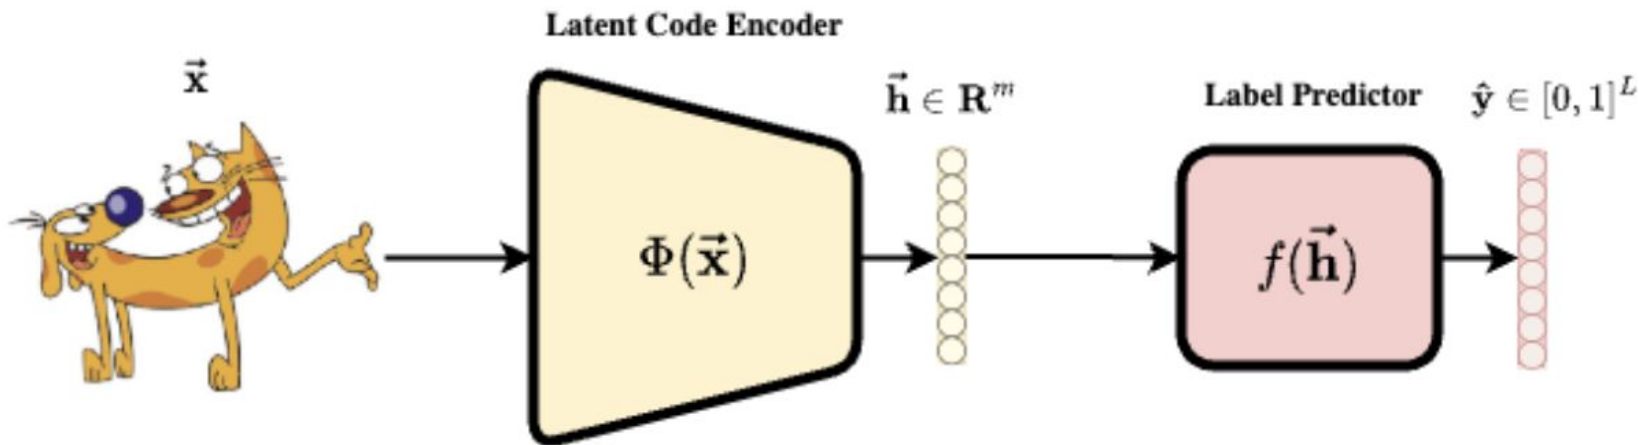 Latent Code Encoder
x⃗
h⃗ ∈ R^m
Label Predictor
ŷ ∈ [0, 1]^L
Φ(x⃗)
f(h⃗)